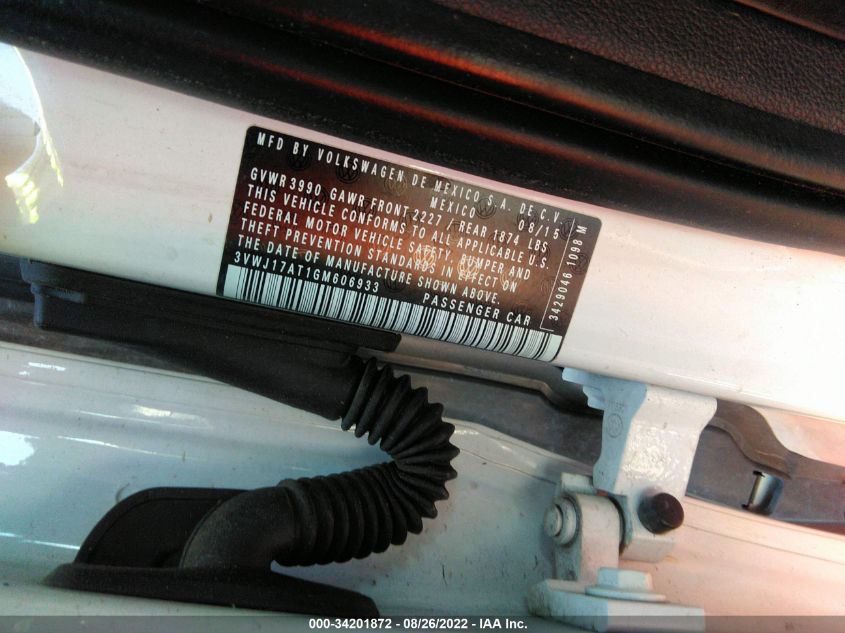 MFD BY VOLKSWAGEN DE MEXICO S.A. DE C.V.
MEXICO 08/15
GVWR 3990 GAWR FRONT 2227 / REAR 1874 LBS
THIS VEHICLE CONFORMS TO ALL APPLICABLE U.S.
FEDERAL MOTOR VEHICLE SAFETY, BUMPER AND
THEFT PREVENTION STANDARDS IN EFFECT ON
THE DATE OF MANUFACTURE SHOWN ABOVE.
3VWJ17AT1GM606933 PASSENGER CAR
3429046 1098 M
000-34201872 - 08/26/2022 - IAA Inc.